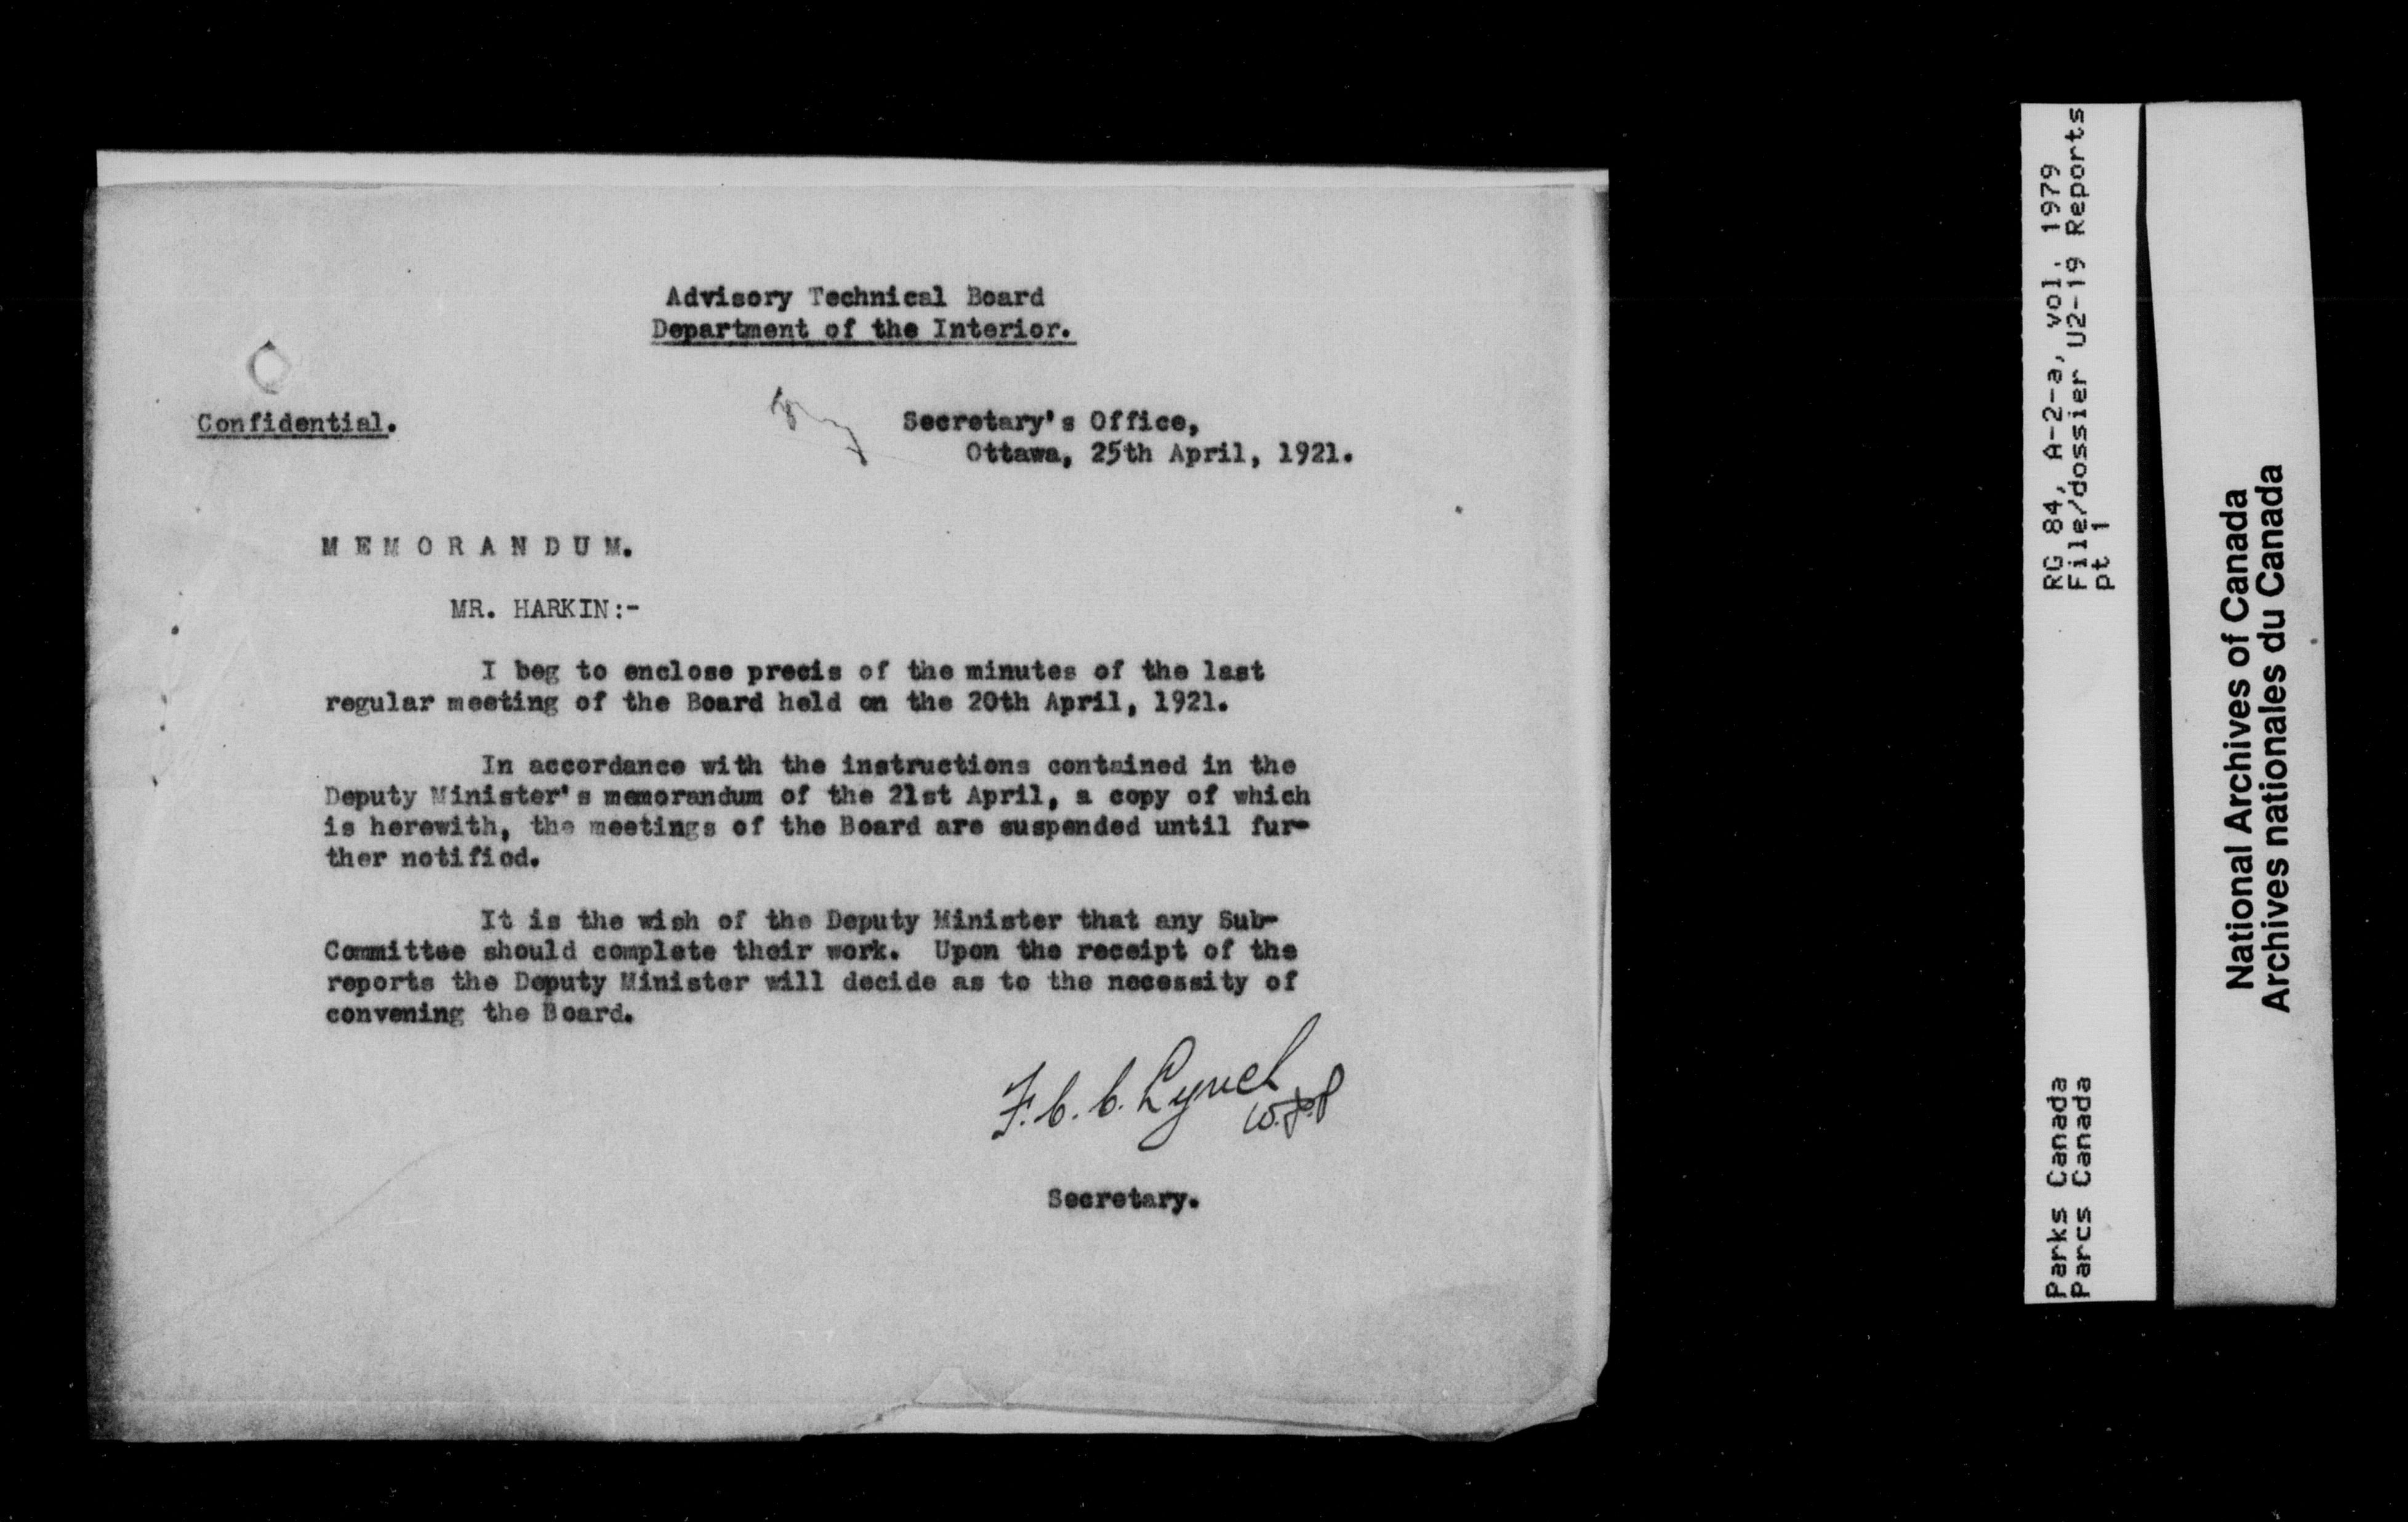 Advisory Technical Board
Department of the Interior.
Confidential.
Secretary's Office,
Ottawa, 25th April, 1921.
MEMORANDUM.
MR. HARKIN:-
I beg to enclose precis of the minutes of the last
regular meeting of the Board held on the 20th April, 1921.
In accordance with the instructions contained in the
Deputy Minister's memorandum of the 21st April, a copy of which
is herewith, the meetings of the Board are suspended until fur-
ther notified.
It is the wish of the Deputy Minister that any Sub-
Committee should complete their work. Upon the receipt of the
reports the Deputy Minister will decide as to the necessity of
convening the Board.
F. C. C. Lynch
Secretary.
RG 84, A-2-a, vol. 1979
File/dossier U2-19 Reports
pt 1
Parks Canada
Parcs Canada
National Archives of Canada
Archives nationales du Canada